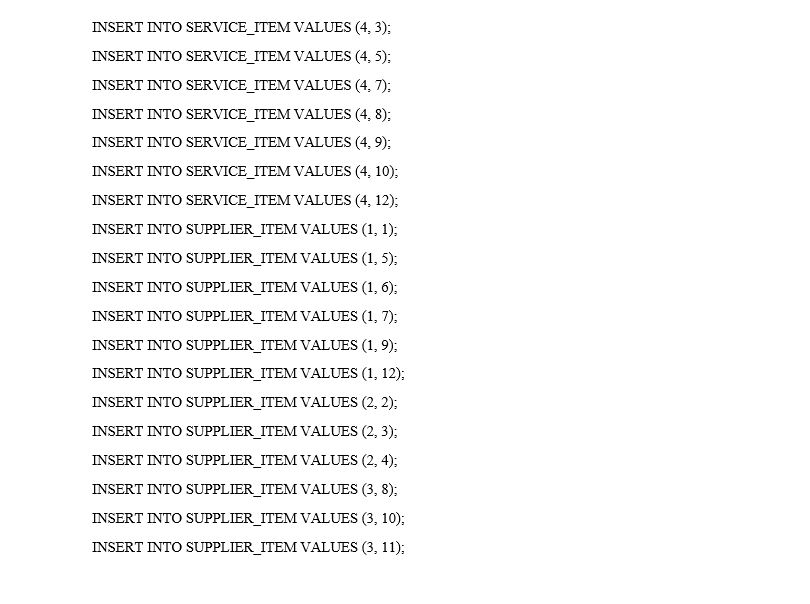 INSERT INTO SERVICE_ITEM VALUES (4, 3);
INSERT INTO SERVICE_ITEM VALUES (4, 5);
INSERT INTO SERVICE_ITEM VALUES (4, 7);
INSERT INTO SERVICE_ITEM VALUES (4, 8);
INSERT INTO SERVICE_ITEM VALUES (4, 9);
INSERT INTO SERVICE_ITEM VALUES (4, 10);
INSERT INTO SERVICE_ITEM VALUES (4, 12);
INSERT INTO SUPPLIER_ITEM VALUES (1, 1);
INSERT INTO SUPPLIER_ITEM VALUES (1, 5);
INSERT INTO SUPPLIER_ITEM VALUES (1, 6);
INSERT INTO SUPPLIER_ITEM VALUES (1, 7);
INSERT INTO SUPPLIER_ITEM VALUES (1, 9);
INSERT INTO SUPPLIER_ITEM VALUES (1, 12);
INSERT INTO SUPPLIER_ITEM VALUES (2, 2);
INSERT INTO SUPPLIER_ITEM VALUES (2, 3);
INSERT INTO SUPPLIER_ITEM VALUES (2, 4);
INSERT INTO SUPPLIER_ITEM VALUES (3, 8);
INSERT INTO SUPPLIER_ITEM VALUES (3, 10);
INSERT INTO SUPPLIER_ITEM VALUES (3, 11);